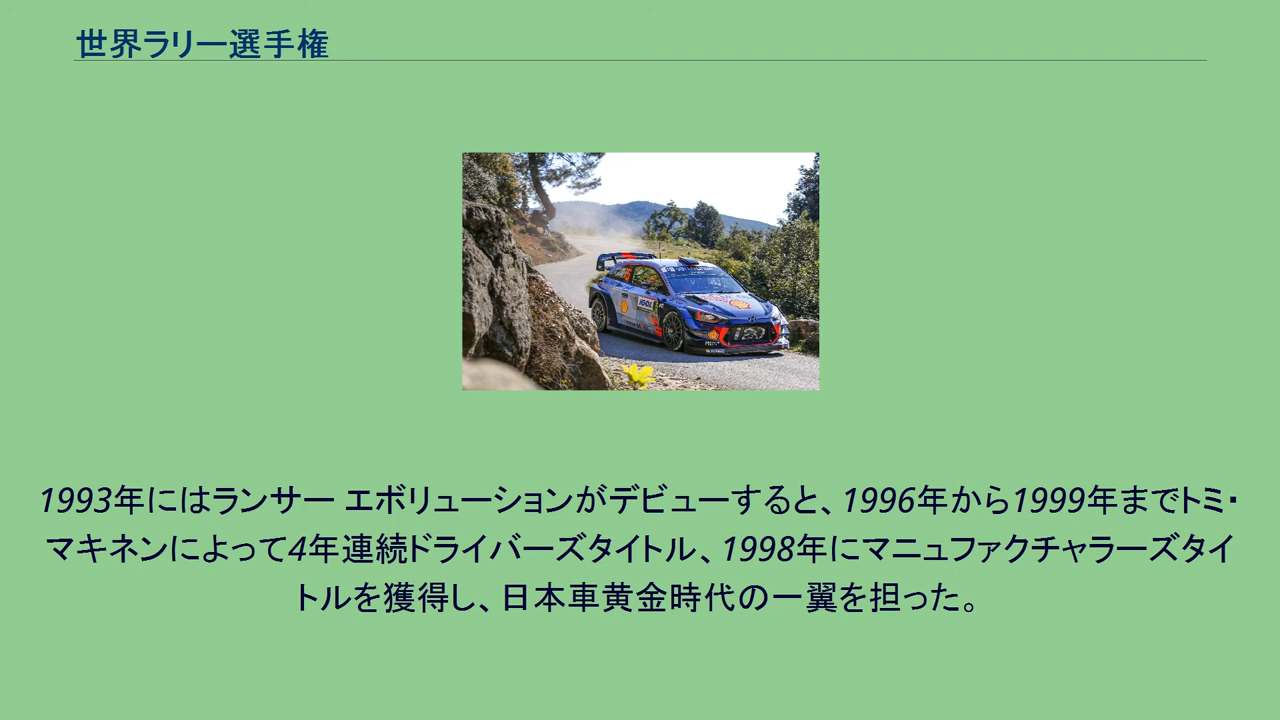 世界ラリー選手権
1993年にはランサー エボリューションがデビューすると、1996年から1999年までトミ・
マキネンによって4年連続ドライバーズタイトル、1998年にマニュファクチャラーズタイ
トルを獲得し、日本車黄金時代の一翼を担った。